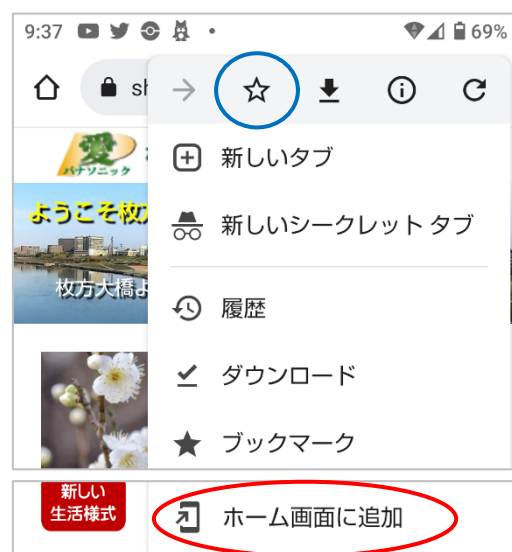 9:37
69%
sh
愛
パナソニック
新しいタブ
ようこそ枚方
新しいシークレット タブ
枚方大橋よ
履歴
ダウンロード
ブックマーク
新しい
生活様式
ホーム画面に追加